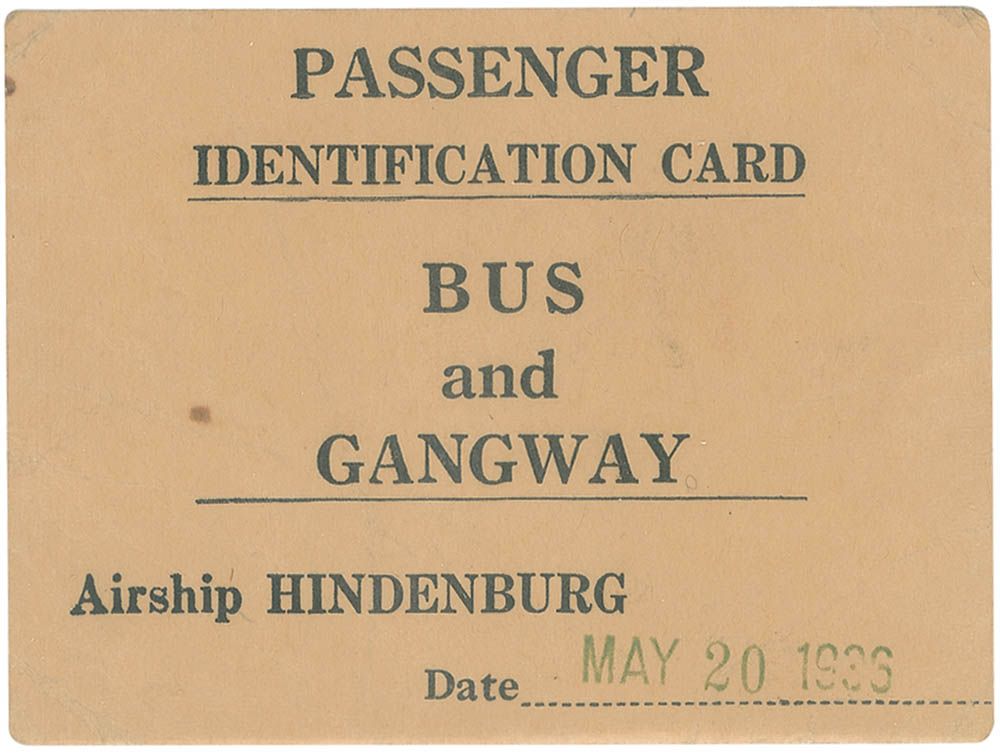 PASSENGER
IDENTIFICATION CARD
BUS
and
GANGWAY
Airship HINDENBURG
Date MAY 20 1936